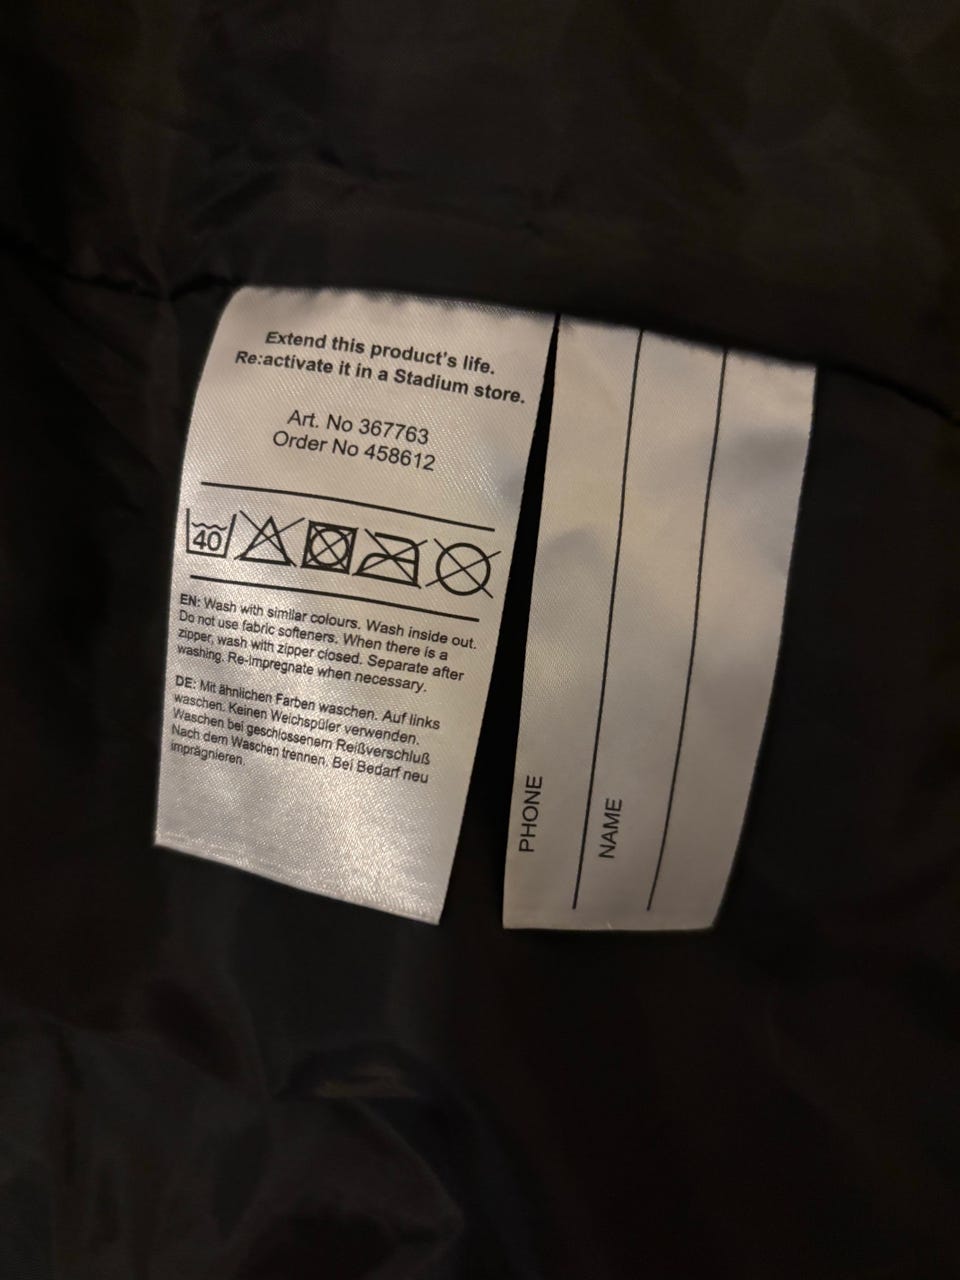 Extend this product's life.
Re:activate it in a Stadium store.
Art. No 367763
Order No 458612
40
EN: Wash with similar colours. Wash inside out.
Do not use fabric softeners. When there is a
zipper, wash with zipper closed. Separate after
washing. Re-Impregnate when necessary.
DE: Mit ähnlichen Farben waschen. Auf links
waschen. Keinen Weichspüler verwenden.
Waschen bei geschlossenem Reißverschluß
Nach dem Waschen trennen. Bei Bedarf neu
imprägnieren.
PHONE
NAME